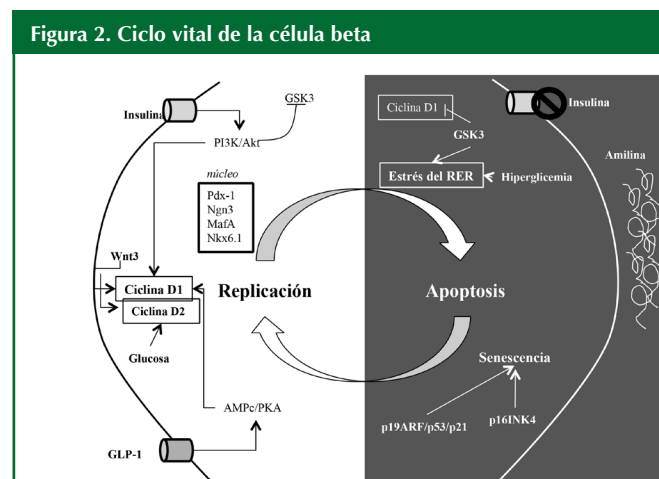 Figura 2. Ciclo vital de la célula beta
Insulina
GSK3
PI3K/Akt
núcleo
Pdx-1
Ngn3
MafA
Nkx6.1
Wnt3
Ciclina D1
Ciclina D2
Glucosa
Replicación
AMPc/PKA
GLP-1
Ciclina D1
Insulina
GSK3
Estrés del RER
Hiperglicemia
Amilina
Apoptosis
Senescencia
p19ARF/p53/p21
p16INK4